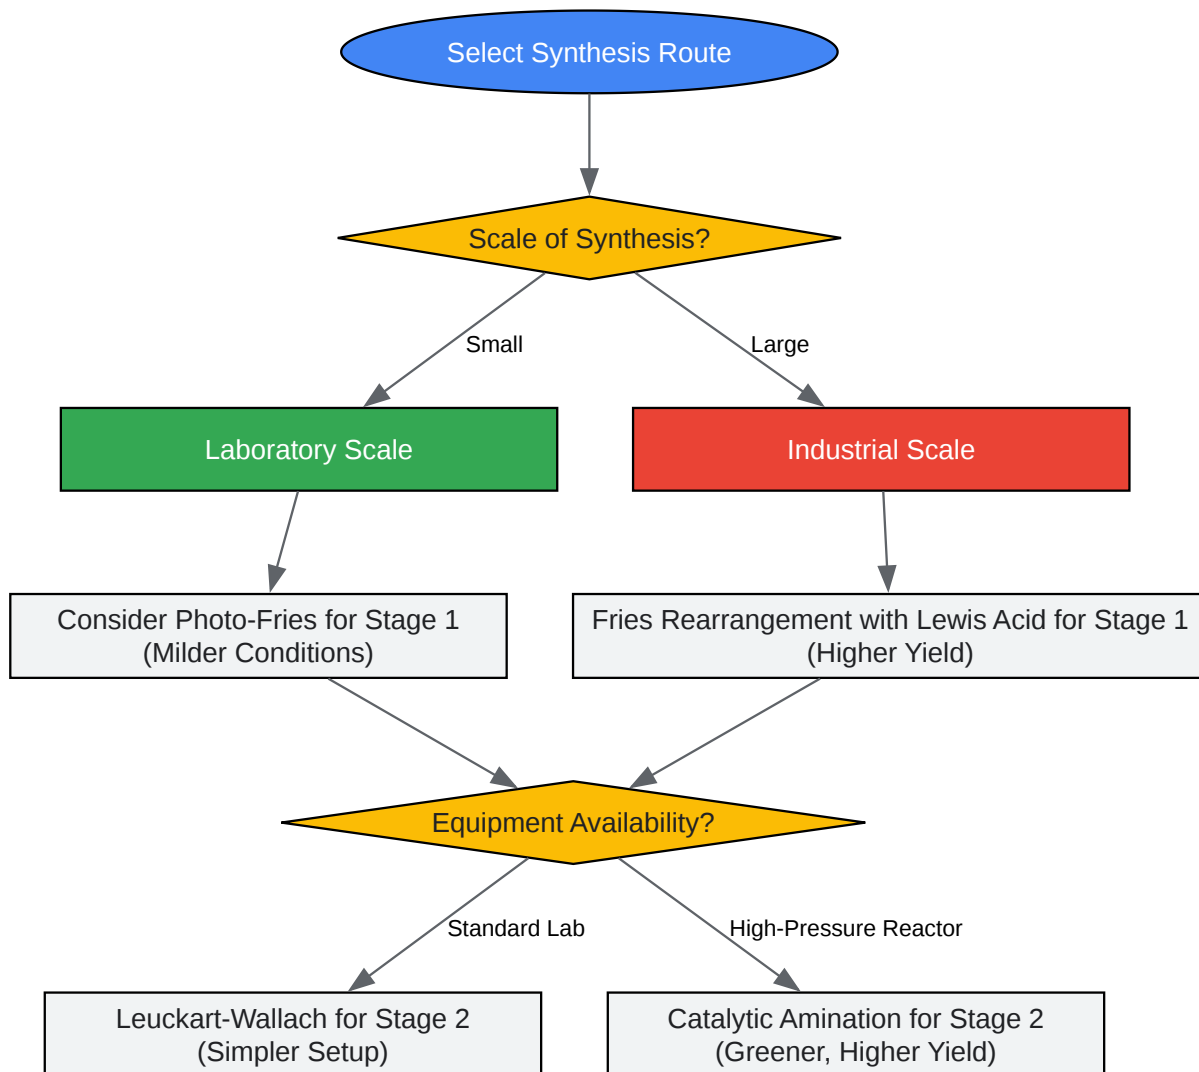 Select Synthesis Route
Scale of Synthesis?
Small
Large
Laboratory Scale
Industrial Scale
Consider Photo-Fries for Stage 1
(Milder Conditions)
Fries Rearrangement with Lewis Acid for Stage 1
(Higher Yield)
Equipment Availability?
Standard Lab
High-Pressure Reactor
Leuckart-Wallach for Stage 2
(Simpler Setup)
Catalytic Amination for Stage 2
(Greener, Higher Yield)